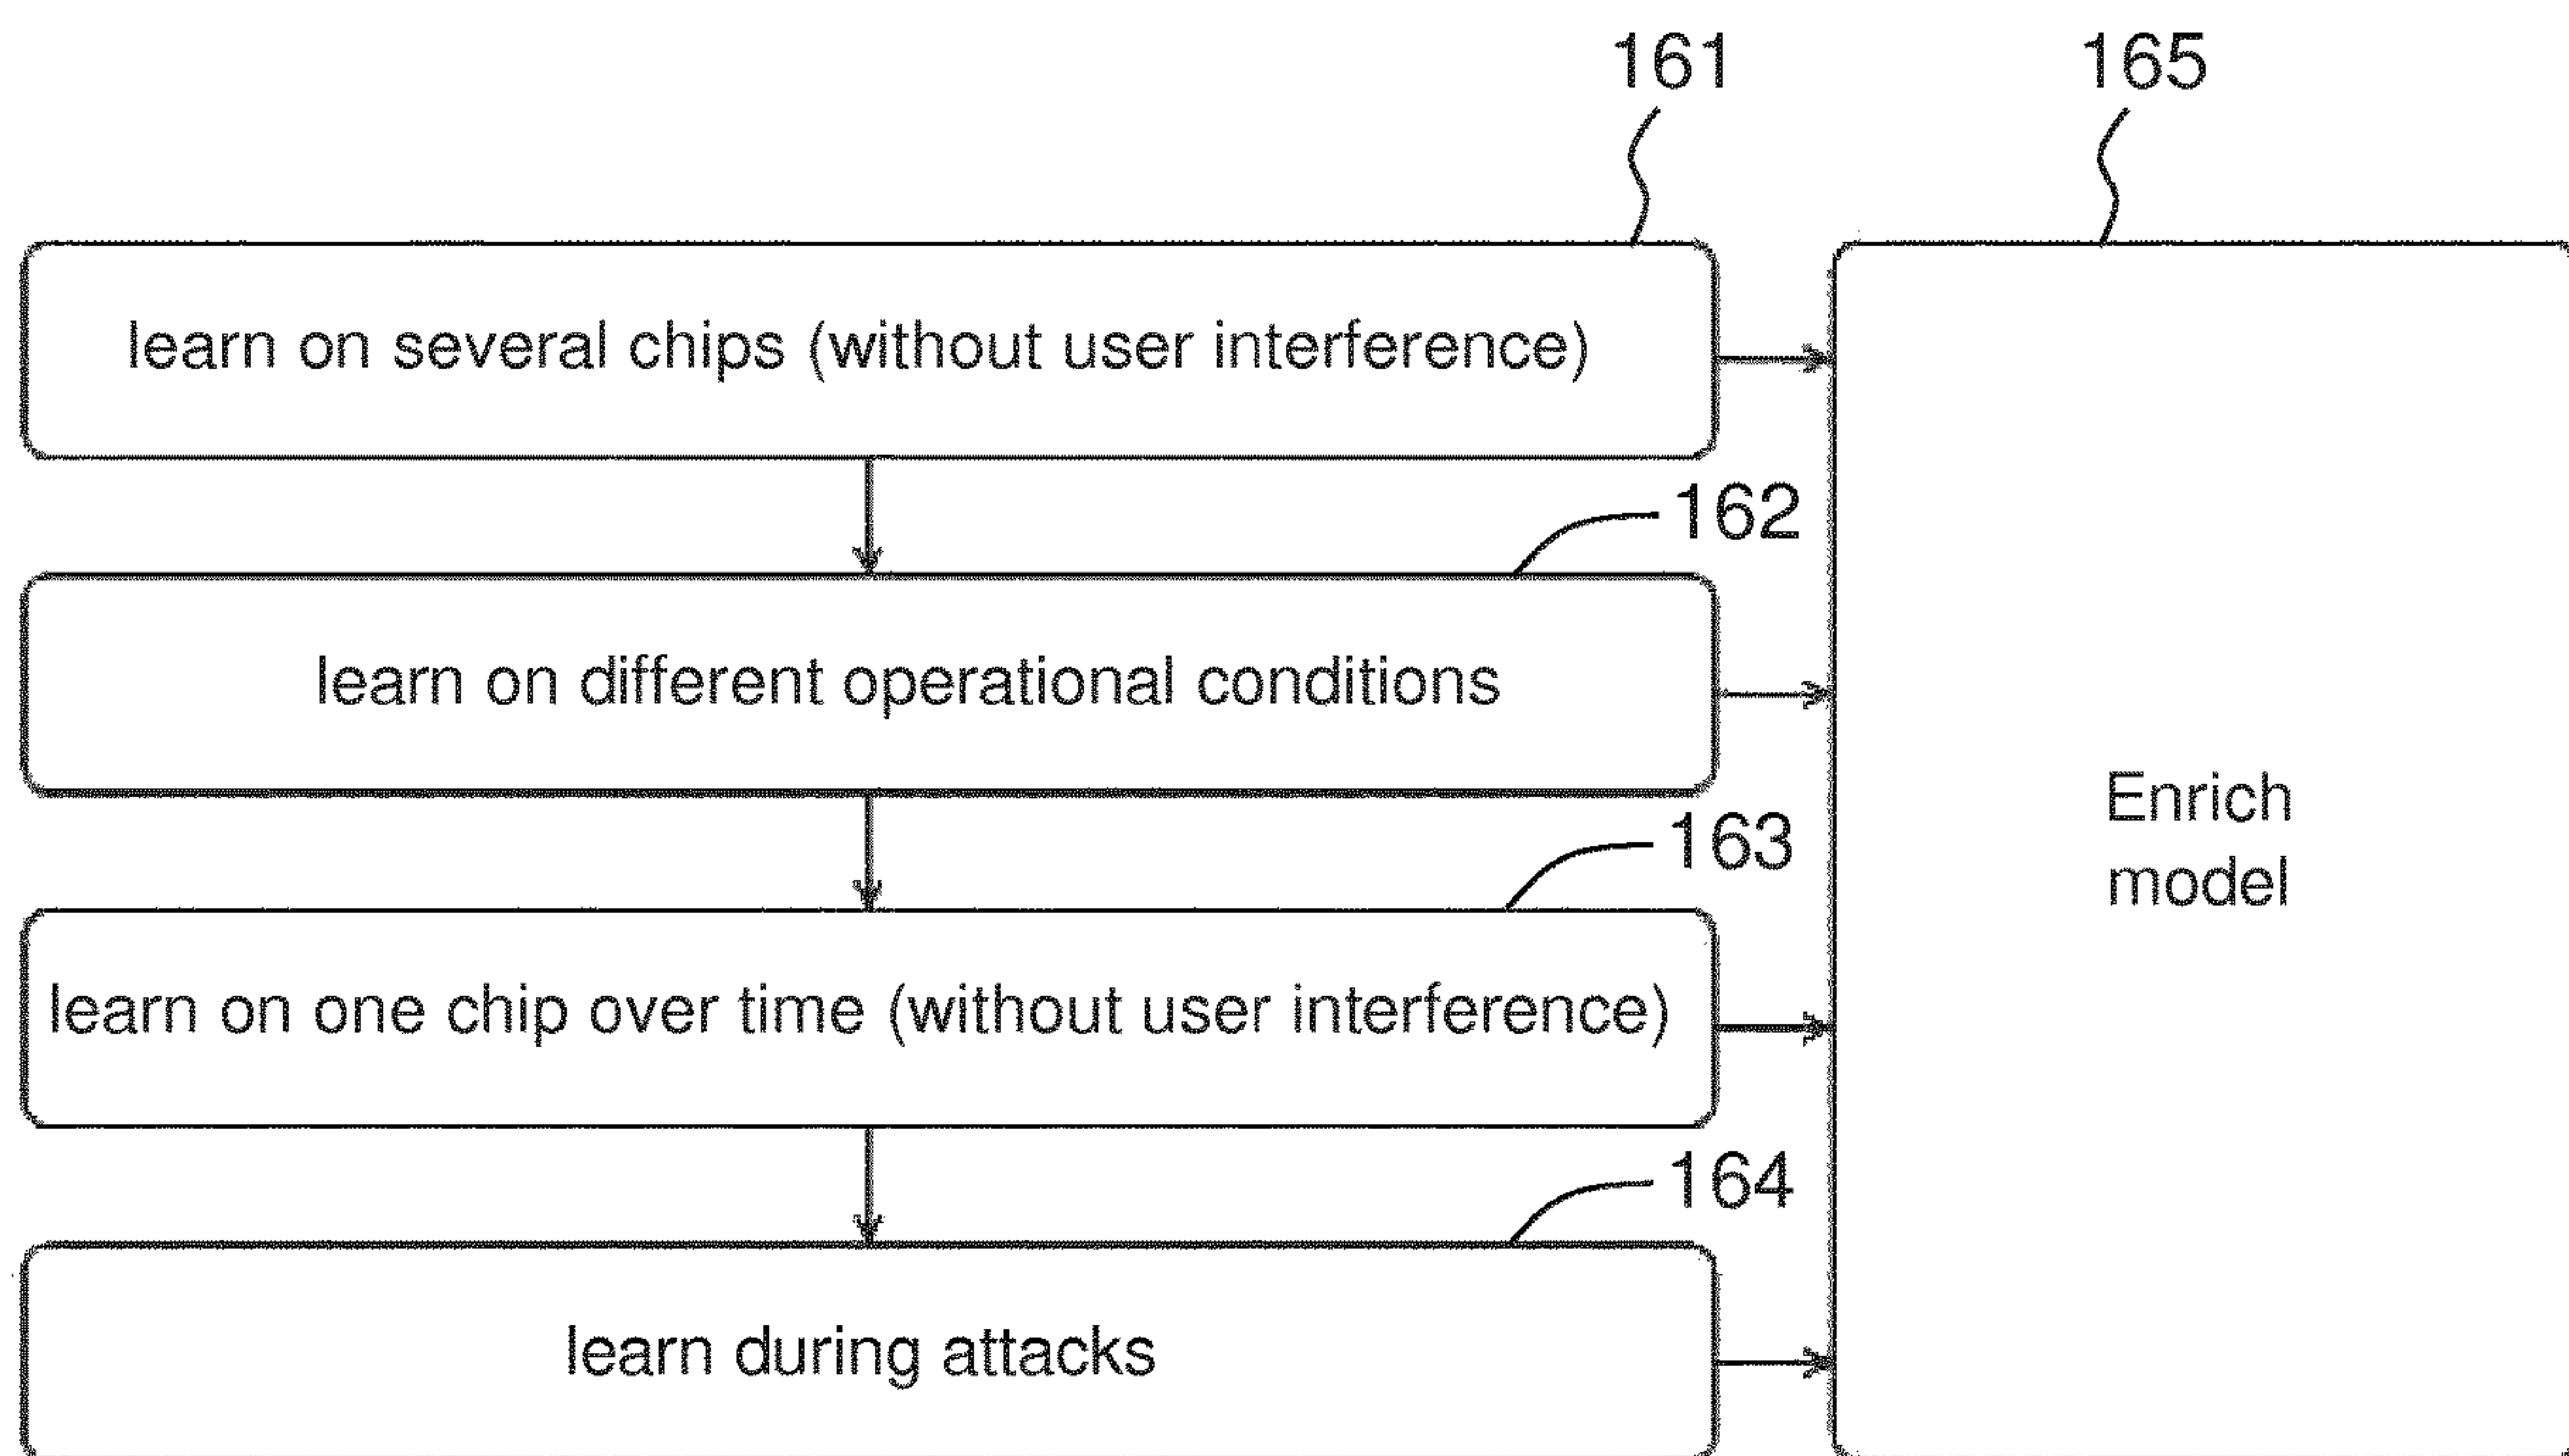 161
165
learn on several chips (without user interference)
162
learn on different operational conditions
Enrich
model
163
learn on one chip over time (without user interference)
164
learn during attacks